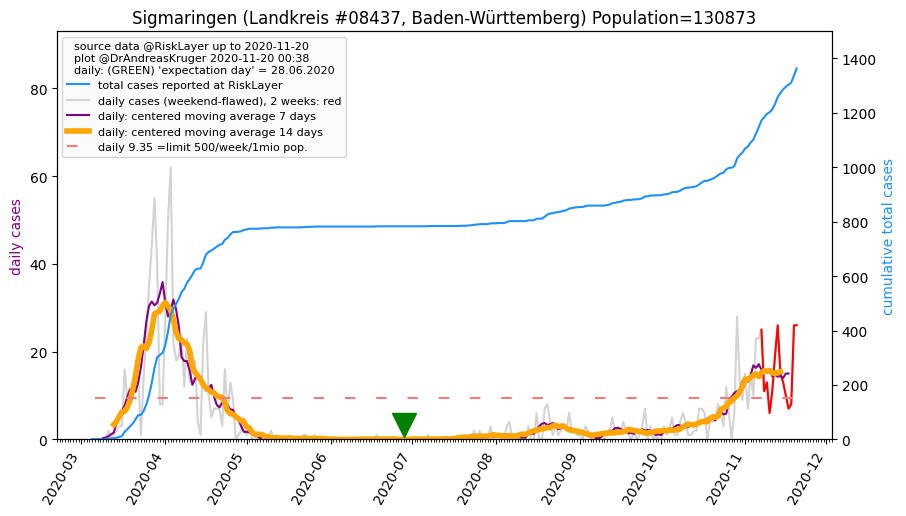 Sigmaringen (Landkreis #08437, Baden-Württemberg) Population=130873
source data @RiskLayer up to 2020-11-20
plot @DrAndreasKruger 2020-11-20 00:38
daily: (GREEN) 'expectation day' = 28.06.2020
total cases reported at RiskLayer
daily cases (weekend-flawed), 2 weeks: red
daily: centered moving average 7 days
daily: centered moving average 14 days
daily 9.35 =limit 500/week/1mio pop.
daily cases
80
60
40
20
0
1400
1200
1000
800
600
400
200
0
cumulative total cases
2020-03
2020-04
2020-05
2020-06
2020-07
2020-08
2020-09
2020-10
2020-11
2020-12